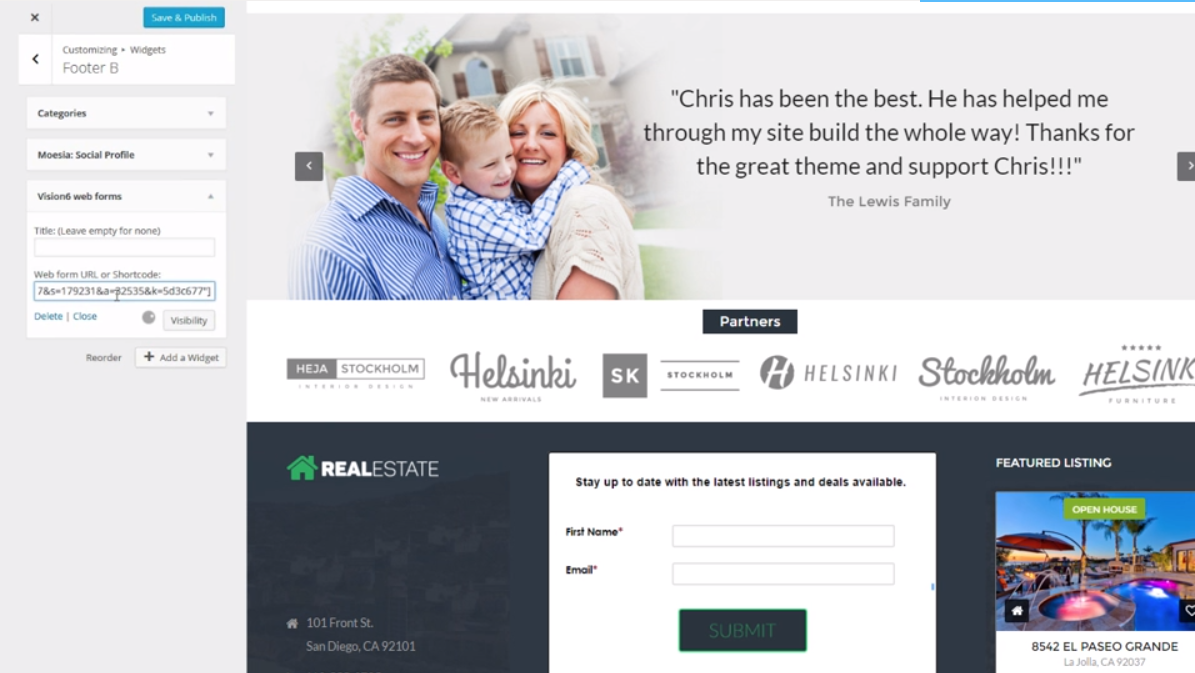 Save & Publish
Customizing ▸ Widgets
Footer B
Categories
Moesia: Social Profile
Vision6 web forms
Title: (Leave empty for none)
Web form URL or Shortcode:
7&s=179231&a=32535&k=5d3c677"]
Delete | Close
Visibility
Reorder
Add a Widget
"Chris has been the best. He has helped me
through my site build the whole way! Thanks for
the great theme and support Chris!!!"
The Lewis Family
Partners
HEJA STOCKHOLM
INTERIOR DESIGN
Helsinki
NEW ARRIVALS
SK
STOCKHOLM
H HELSINKI
Stockholm
INTERIOR DESIGN
HELSINK
FURNITURE
REALESTATE
101 Front St.
San Diego, CA 92101
Stay up to date with the latest listings and deals available.
First Name*
Email*
SUBMIT
FEATURED LISTING
OPEN HOUSE
8542 EL PASEO GRANDE
La Jolla, CA 92037